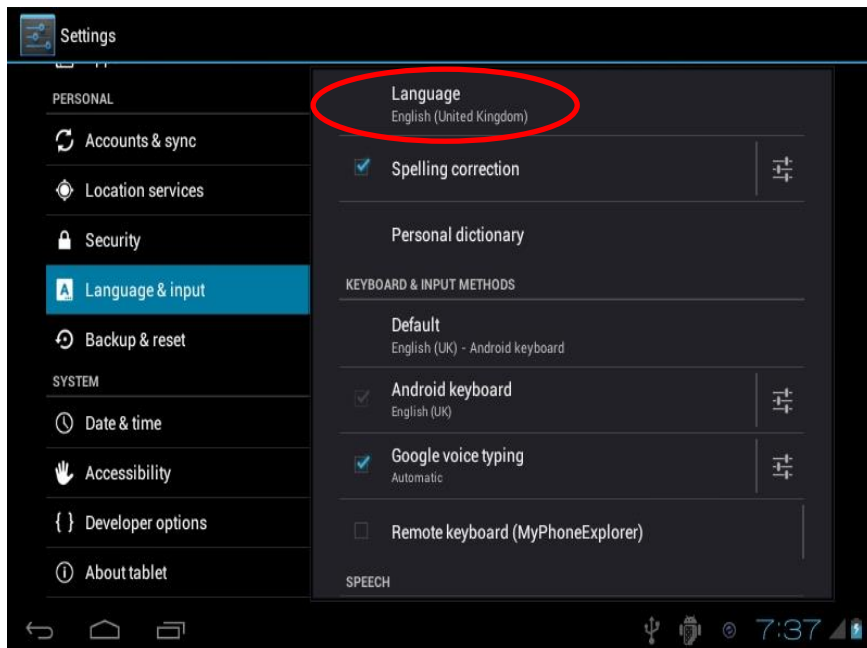 Settings
PERSONAL
Accounts & sync
Location services
Security
Language & input
Backup & reset
SYSTEM
Date & time
Accessibility
{ } Developer options
About tablet
Language
English (United Kingdom)
Spelling correction
Personal dictionary
KEYBOARD & INPUT METHODS
Default
English (UK) - Android keyboard
Android keyboard
English (UK)
Google voice typing
Automatic
Remote keyboard (MyPhoneExplorer)
SPEECH
7:37